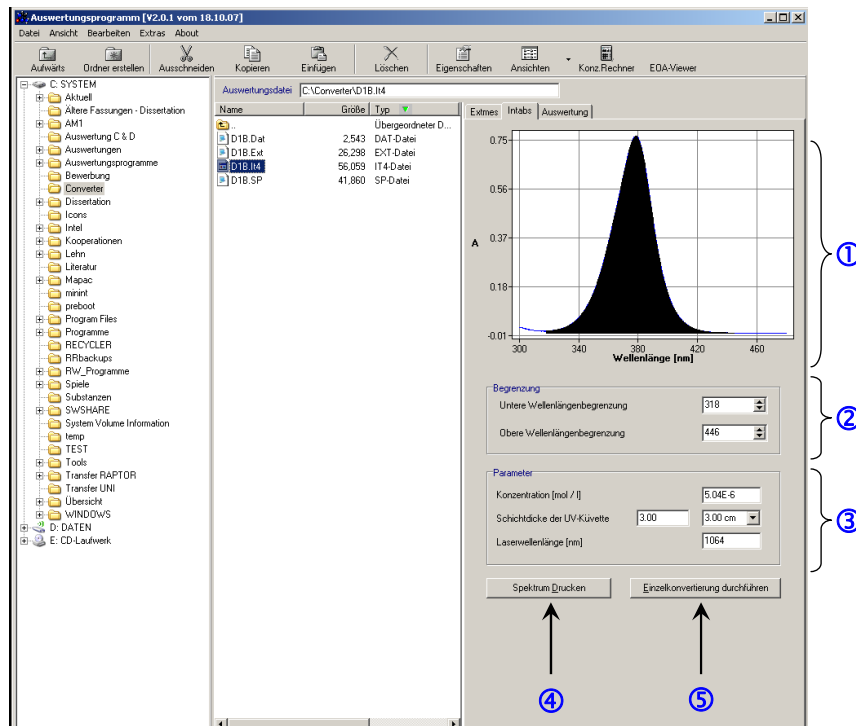 Auswertungsprogramm [V2.0.1 vom 18.10.07]
Datei Ansicht Bearbeiten Extras About
Aufwärts Ordner erstellen Ausschneiden Kopieren Einfügen Löschen Eigenschaften Ansichten Konz.Rechner EOA-Viewer
C: SYSTEM
Aktuell
Ältere Fassungen - Dissertation
AM1
Auswertung C & D
Auswertungen
Auswertungsprogramme
Bewerbung
Converter
Dissertation
Icons
Intel
Kooperationen
Lehn
Literatur
Mapac
minint
preboot
Program Files
Programme
RECYCLER
RRbackups
RW_Programme
Spiele
Substanzen
SWSHARE
System Volume Information
temp
TEST
Tools
Transfer RAPTOR
Transfer UNI
Übersicht
WINDOWS
D: DATEN
E: CD-Laufwerk
Auswertungsdatei C:\Converter\D1B.It4
Name Größe Typ
.. Übergeordneter D...
D1B.Dat 2,543 DAT-Datei
D1B.Ext 26,298 EXT-Datei
D1B.It4 56,059 IT4-Datei
D1B.SP 41,860 SP-Datei
Extmes Intabs Auswertung
0.75
0.56
A 0.37
0.18
-0.01
300 340 380 420 460
Wellenlänge [nm]
①
Begrenzung
Untere Wellenlängenbegrenzung 318
Obere Wellenlängenbegrenzung 446
②
Parameter
Konzentration [mol / l] 5.04E-6
Schichtdicke der UV-Küvette 3.00 3.00 cm
Laserwellenlänge [nm] 1064
③
Spektrum Drucken Einzelkonvertierung durchführen
④ ⑤